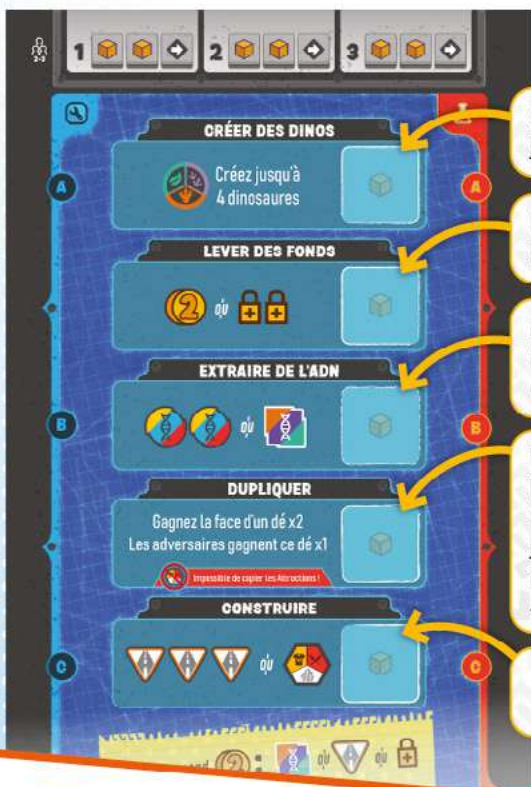 2-3
1
2
3
CRÉER DES DINOS
A
Créez jusqu'à
4 dinosaures
A
LEVER DES FONDS
2 ou
EXTRAIRE DE L'ADN
B
ou
B
DUPLIQUER
Gagnez la face d'un dé x2
Les adversaires gagnent ce dé x1
Impossible de copier les Attractions !
CONSTRUIRE
C
ou
C
: ou ou